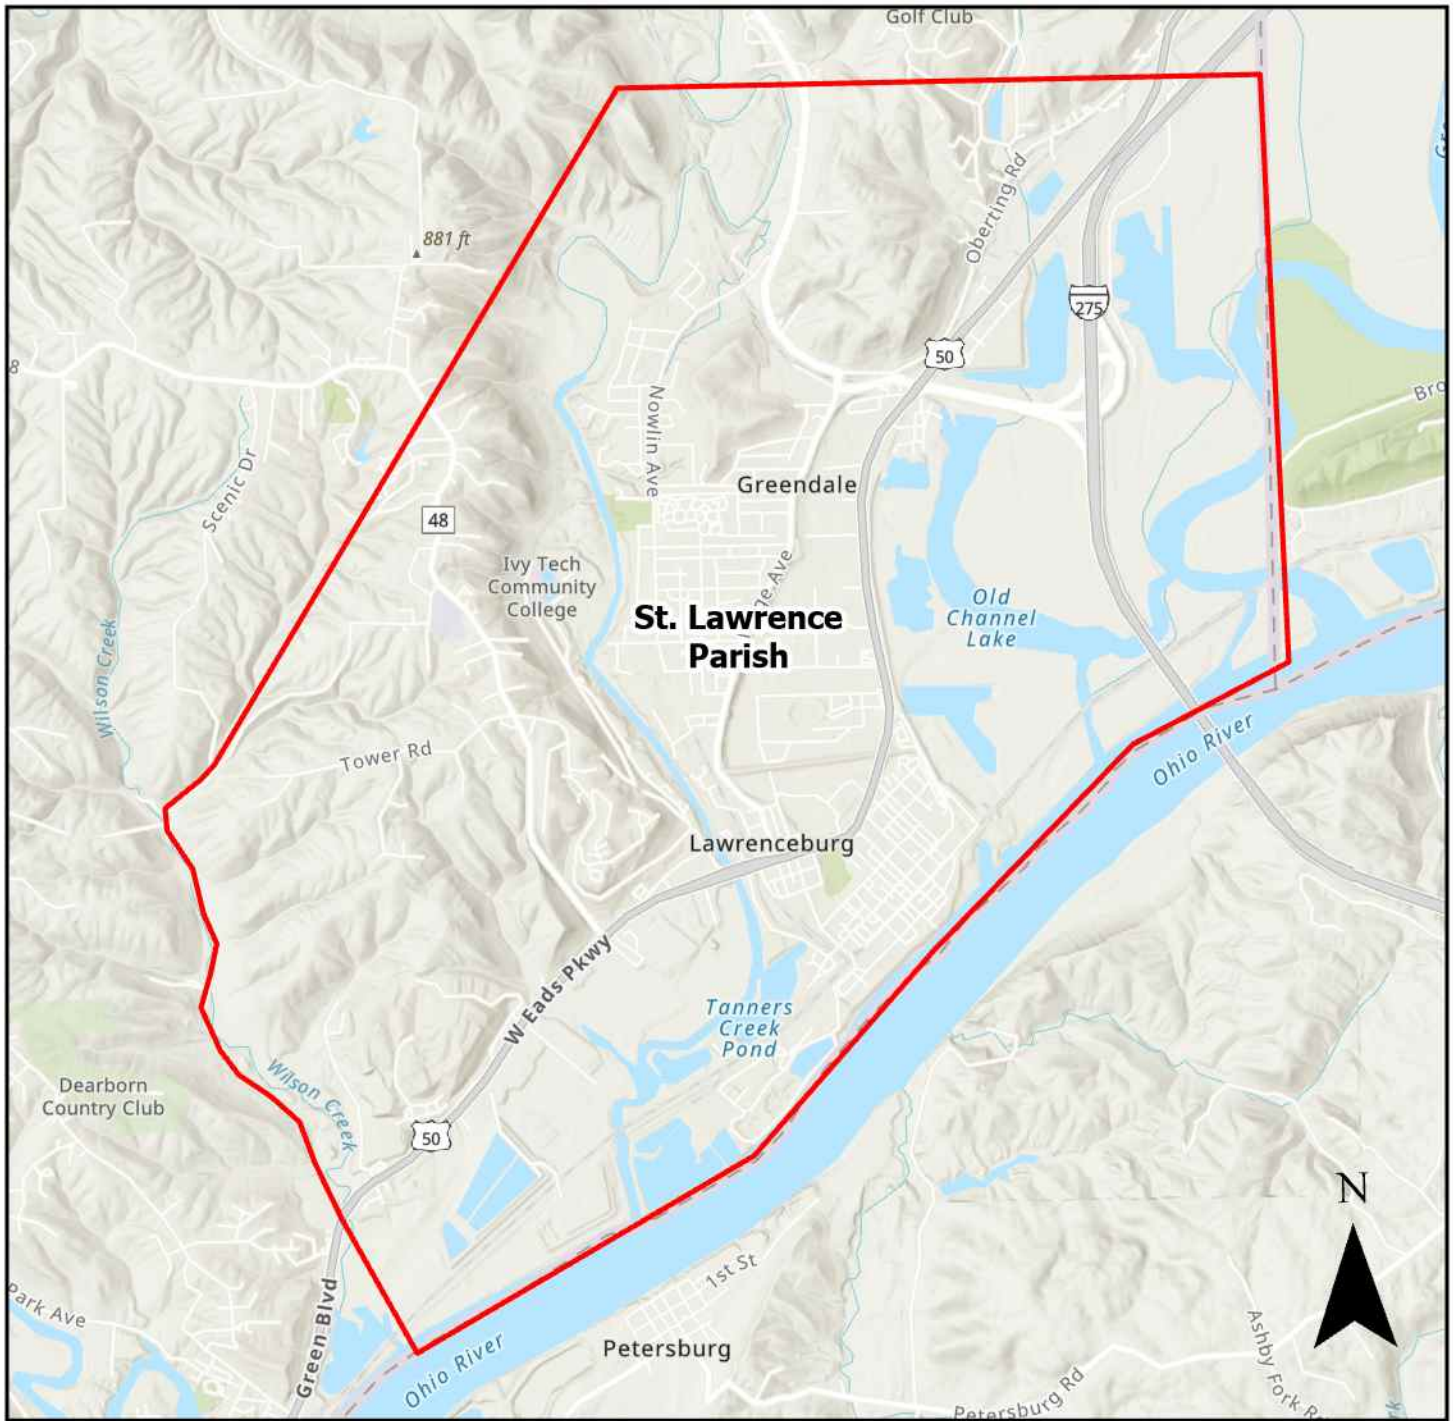 Golf Club
Oberting Rd
881 ft
275
50
8
Nowlin Ave
Scenic Dr
Greendale
48
Ivy Tech
Community
College
Old
Channel
Lake
St. Lawrence
Parish
Wilson Creek
Tower Rd
Ohio River
Lawrenceburg
W Eads Pkwy
Tanners
Creek
Pond
Dearborn
Country Club
Wilson Creek
50
N
1st St
Green Blvd
Park Ave
Petersburg
Ohio River
Ashby Fork
Petersburg Rd